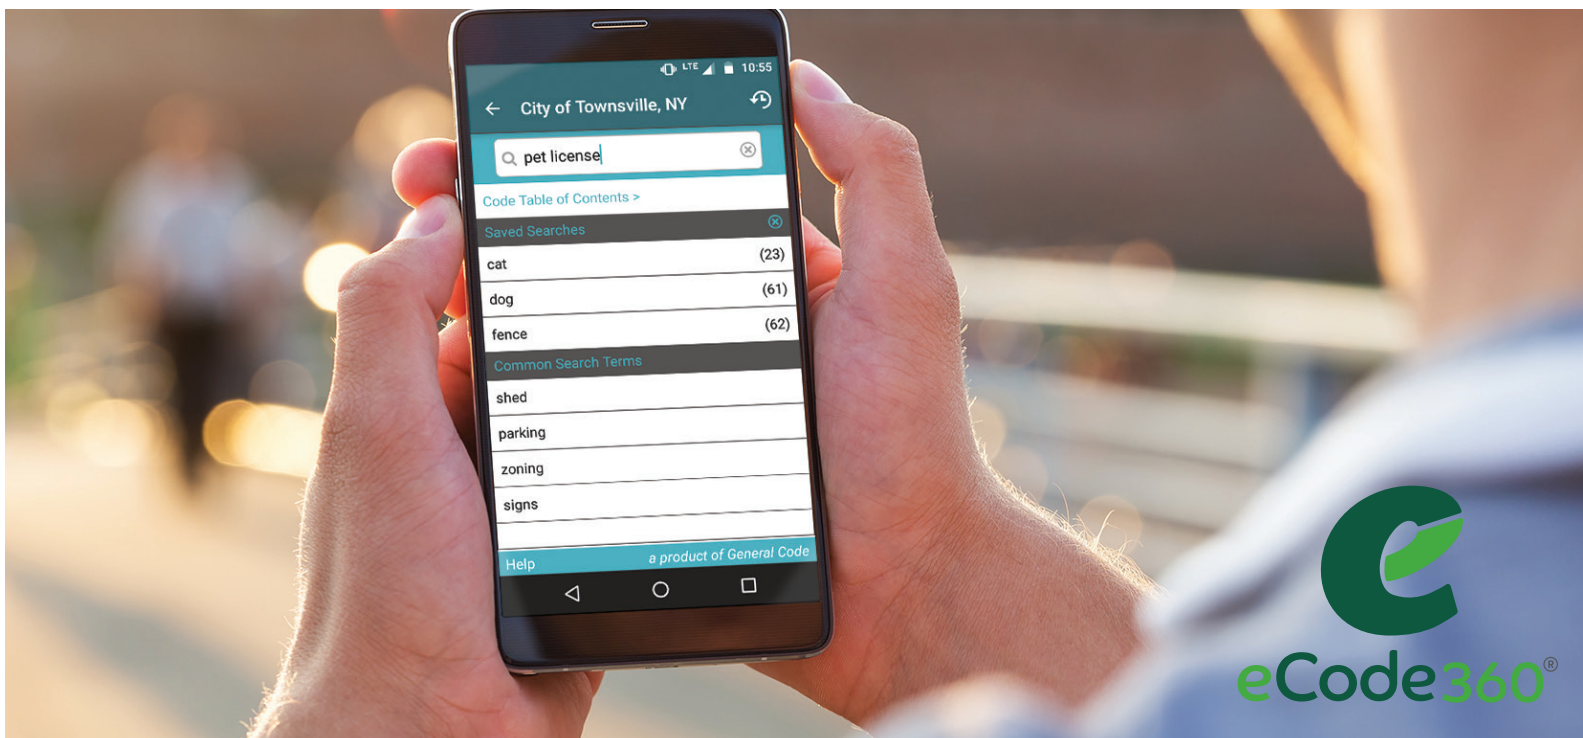 LTE 10:55
City of Townsville, NY
pet license
Code Table of Contents >
Saved Searches
cat (23)
dog (61)
fence (62)
Common Search Terms
shed
parking
zoning
signs
Help a product of General Code
e
eCode360®